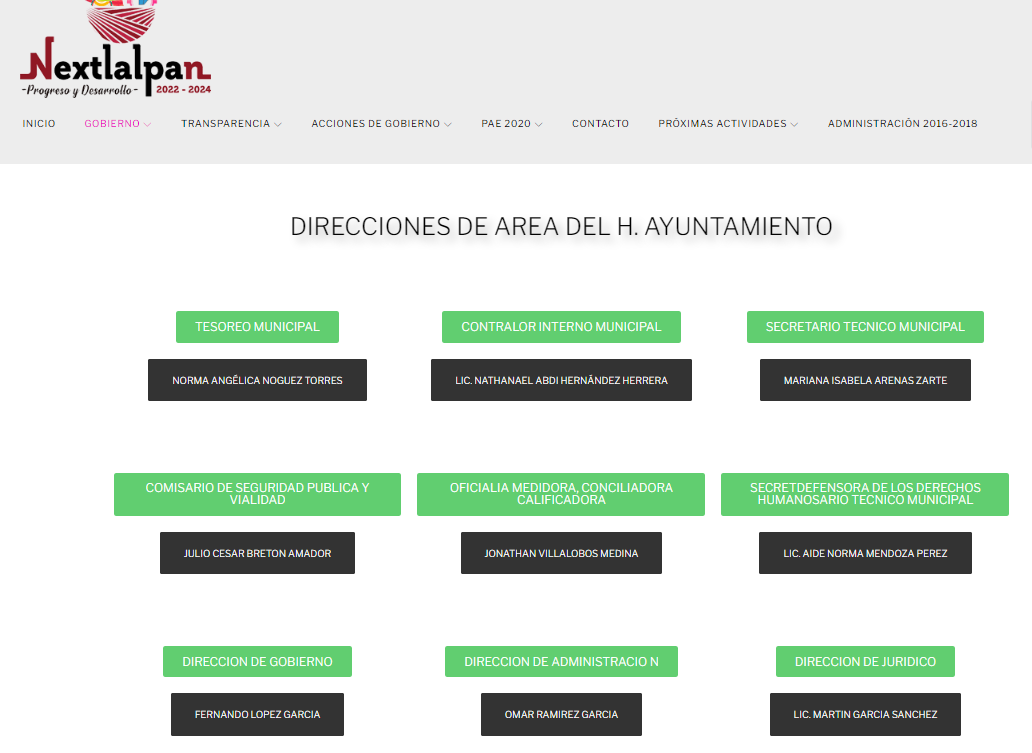 Nextlalpan
-Progreso y Desarrollo- 2022 - 2024
INICIO GOBIERNO TRANSPARENCIA ACCIONES DE GOBIERNO PAE 2020 CONTACTO PRÓXIMAS ACTIVIDADES ADMINISTRACIÓN 2016-2018
DIRECCIONES DE AREA DEL H. AYUNTAMIENTO
TESOREO MUNICIPAL CONTRALOR INTERNO MUNICIPAL SECRETARIO TECNICO MUNICIPAL
NORMA ANGÉLICA NOGUEZ TORRES LIC. NATHANAEL ABDI HERNÁNDEZ HERRERA MARIANA ISABELA ARENAS ZARTE
COMISARIO DE SEGURIDAD PUBLICA Y
VIALIDAD
OFICIALIA MEDIDORA, CONCILIADORA
CALIFICADORA
SECRETDEFENSORA DE LOS DERECHOS
HUMANOSARIO TECNICO MUNICIPAL
JULIO CESAR BRETON AMADOR JONATHAN VILLALOBOS MEDINA LIC. AIDE NORMA MENDOZA PEREZ
DIRECCION DE GOBIERNO DIRECCION DE ADMINISTRACIO N DIRECCION DE JURIDICO
FERNANDO LOPEZ GARCIA OMAR RAMIREZ GARCIA LIC. MARTIN GARCIA SANCHEZ